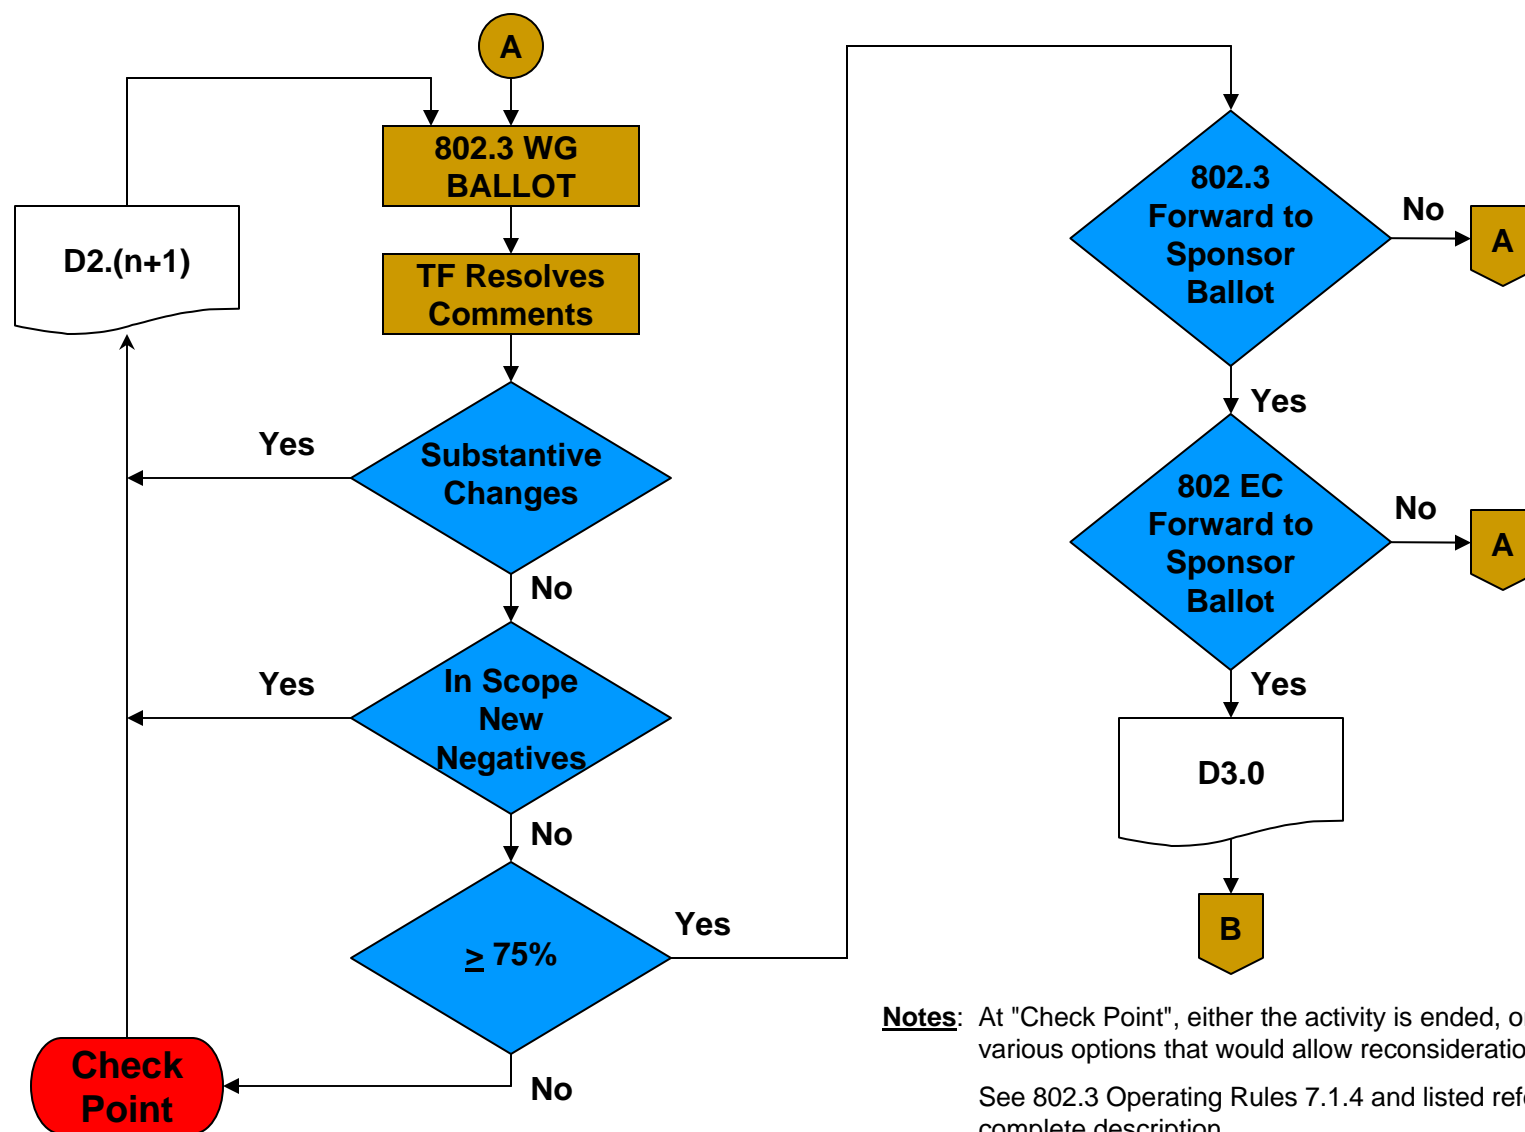 A
802.3 WG
BALLOT
D2.(n+1)
TF Resolves
Comments
Yes
Substantive
Changes
No
Yes
In Scope
New
Negatives
No
≥ 75%
Yes
No
Check
Point
802.3
Forward to
Sponsor
Ballot
No
A
Yes
802 EC
Forward to
Sponsor
Ballot
No
A
Yes
D3.0
B
Notes: At "Check Point", either the activity is ended, or
various options that would allow
See 802.3 Operating Rules 7.1.4 and listed
complete description